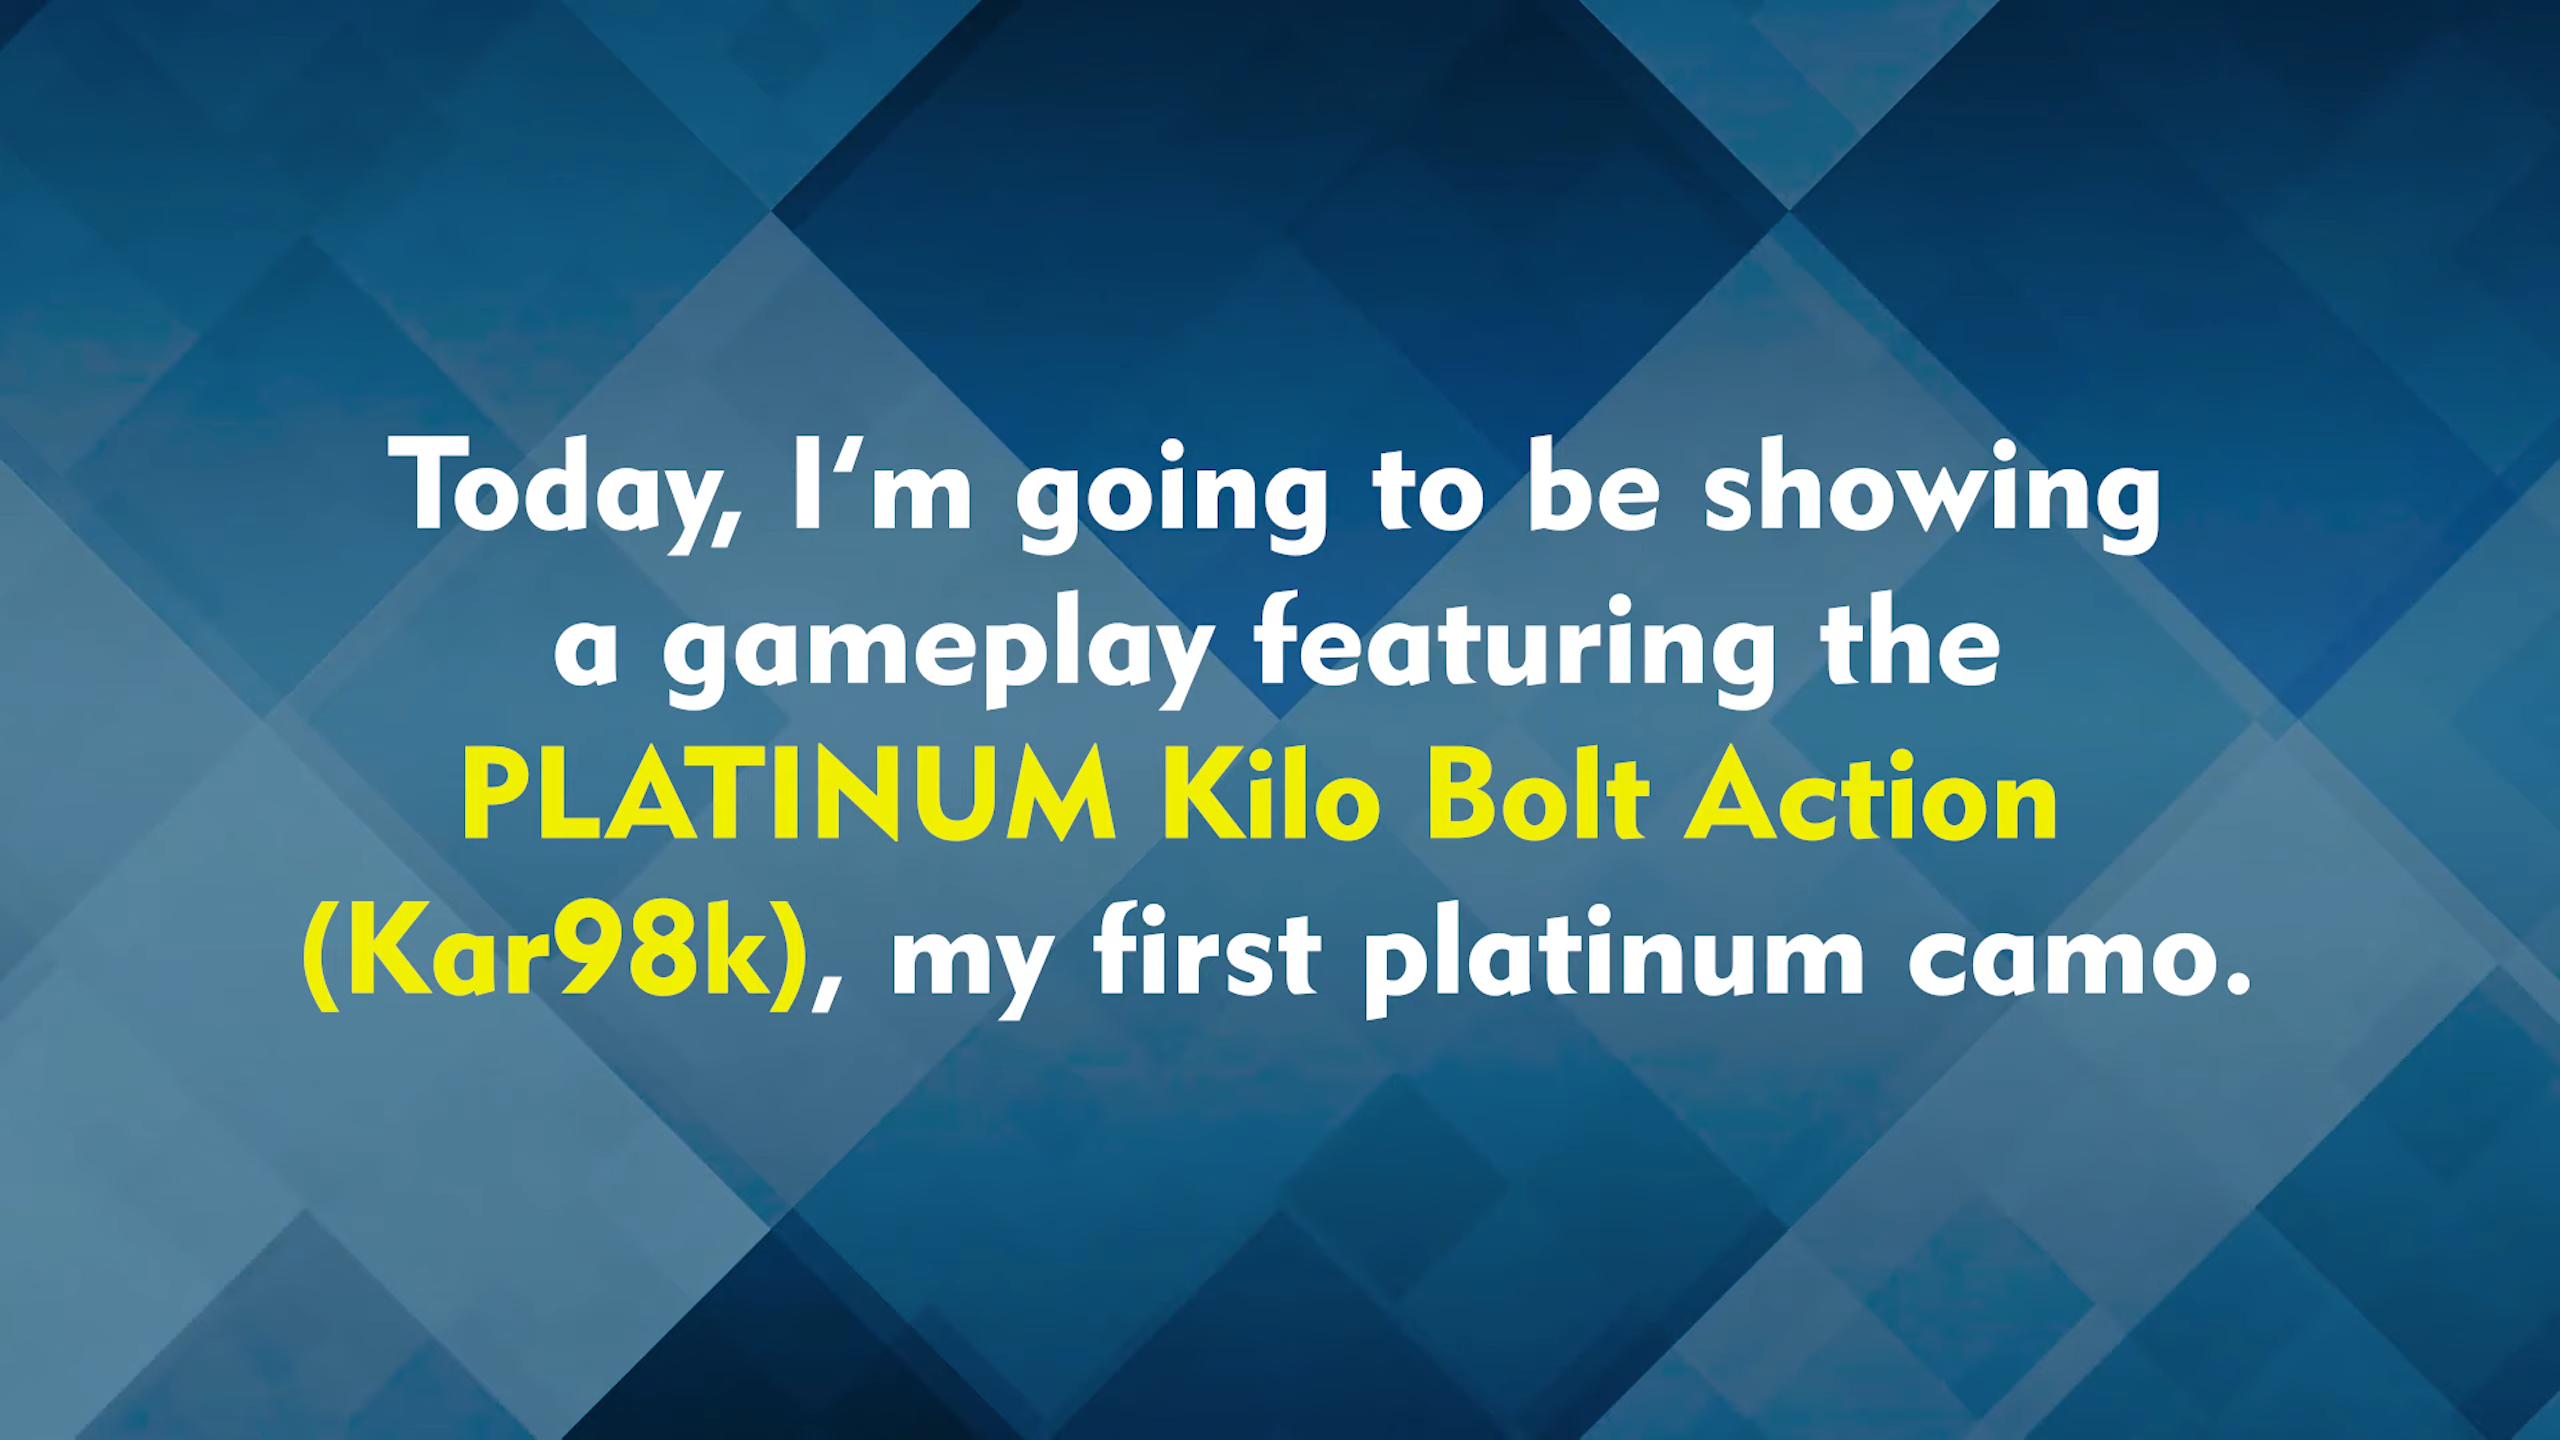 Today, I‘m going to be showing
a gameplay featuring the
PLATINUM Kilo Bolt Action
(Kar98k), my first platinum camo.